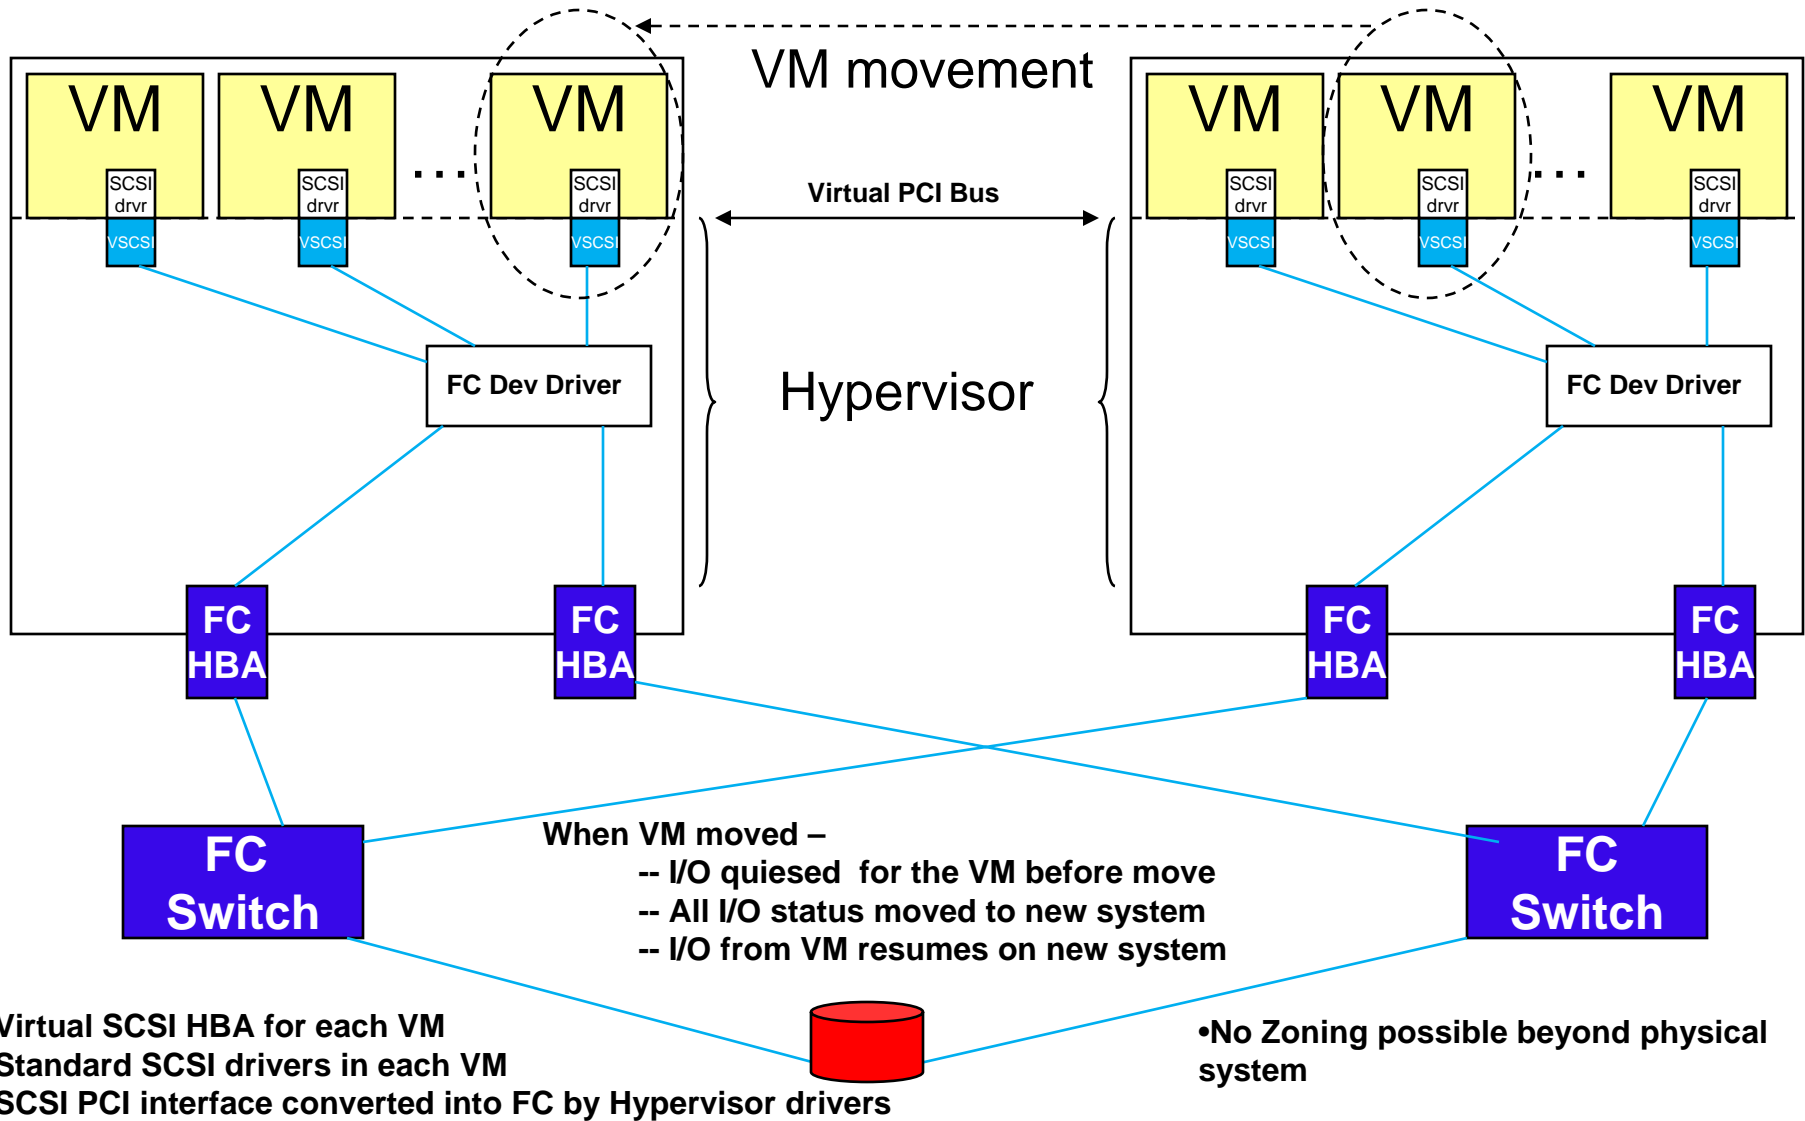 VM movement
VM
VM
VM
VM
VM
VM
SCSI
drvr
SCSI
drvr
...
SCSI
drvr
Virtual PCI Bus
SCSI
drvr
SCSI
drvr
...
SCSI
drvr
VSCSI
VSCSI
VSCSI
VSCSI
VSCSI
VSCSI
FC Dev Driver
Hypervisor
FC Dev Driver
FC
HBA
FC
HBA
FC
HBA
FC
HBA
FC
Switch
When VM moved –
-- I/O quiesed for the VM before move
-- All I/O status moved to new system
-- I/O from VM resumes on new system
FC
Switch
Virtual SCSI HBA for each VM
Standard SCSI drivers in each VM
SCSI PCI interface converted into FC by Hypervisor drivers
•No Zoning possible beyond physical
system